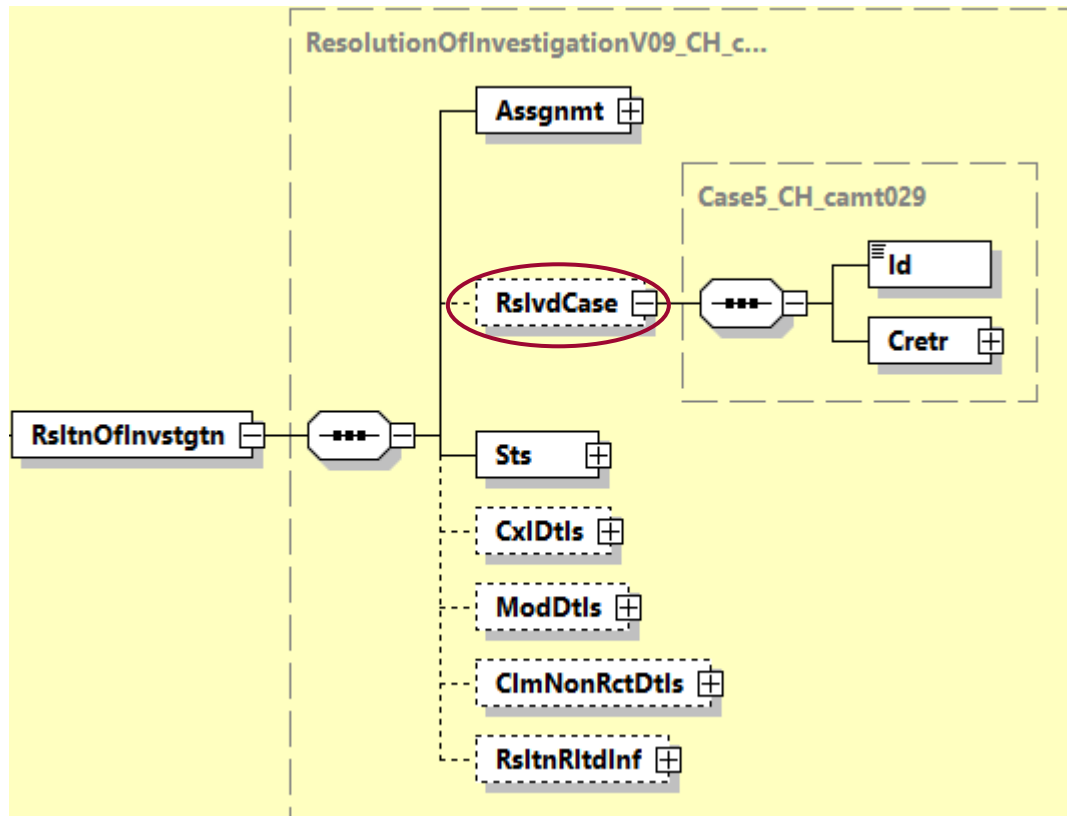 ResolutionOfInvestigationV09_CH_c...
Assgnmt
Case5_CH_camt029
Id
RslvdCase
Cretr
RsltnOfInvstgtn
Sts
CxlDtls
ModDtls
ClmNonRctDtls
RsltnRltdInf